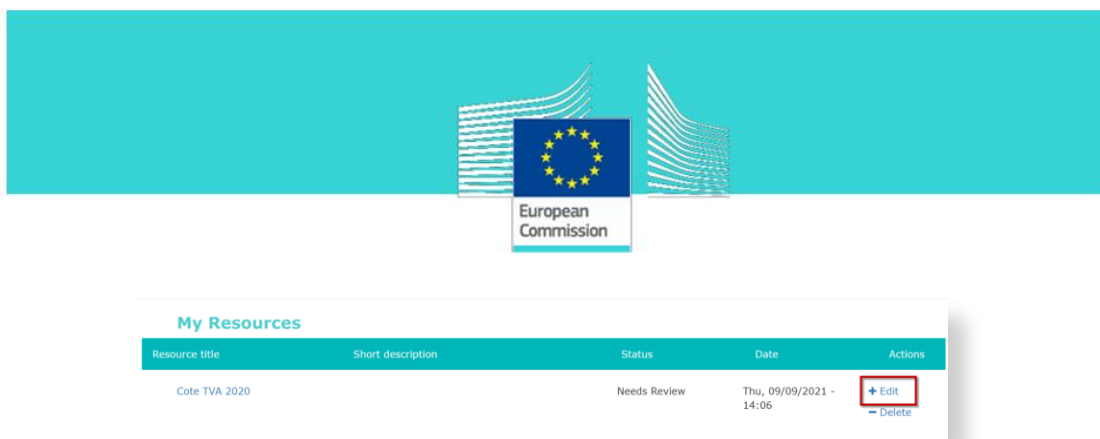 European
Commission
My Resources
Resource title Short description Status Date Actions
Cote TVA 2020 Needs Review Thu, 09/09/2021 - + Edit
14:06
− Delete